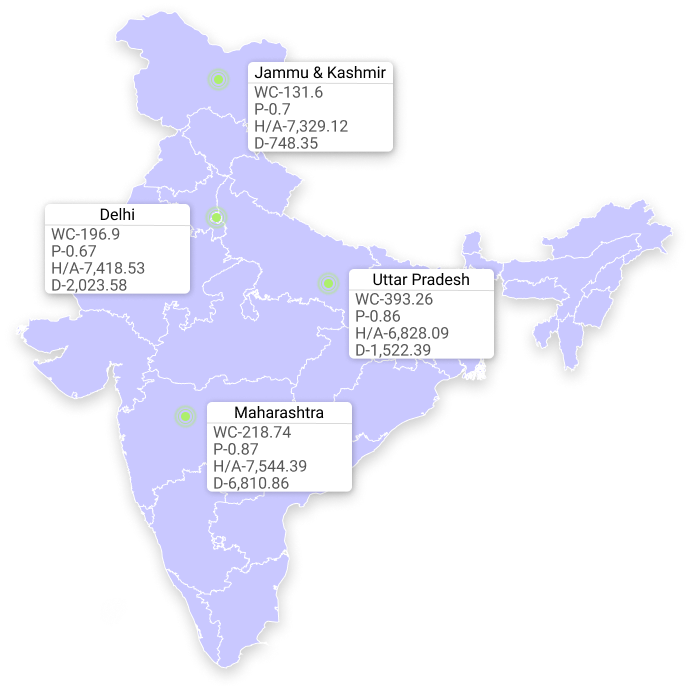 Jammu & Kashmir
WC-131.6
P-0.7
H/A-7,329.12
D-748.35
Delhi
WC-196.9
P-0.67
H/A-7,418.53
D-2,023.58
Uttar Pradesh
WC-393.26
P-0.86
H/A-6,828.09
D-1,522.39
Maharashtra
WC-218.74
P-0.87
H/A-7,544.39
D-6,810.86